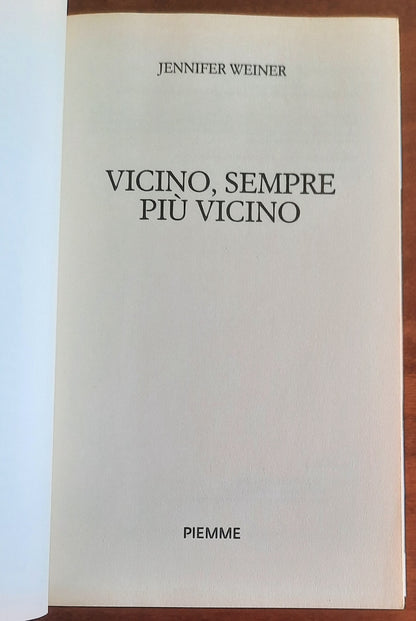 JENNIFER WEINER
VICINO, SEMPRE
PIÙ VICINO
PIEMME